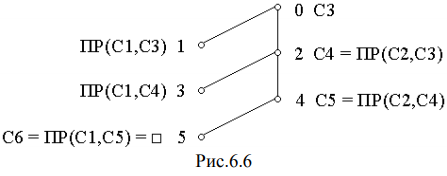 0 C3
ПР(C1,C3) 1
2 C4 = ПР(C2,C3)
ПР(C1,C4) 3
4 C5 = ПР(C2,C4)
C6 = ПР(C1,C5) = □ 5
Рис.6.6